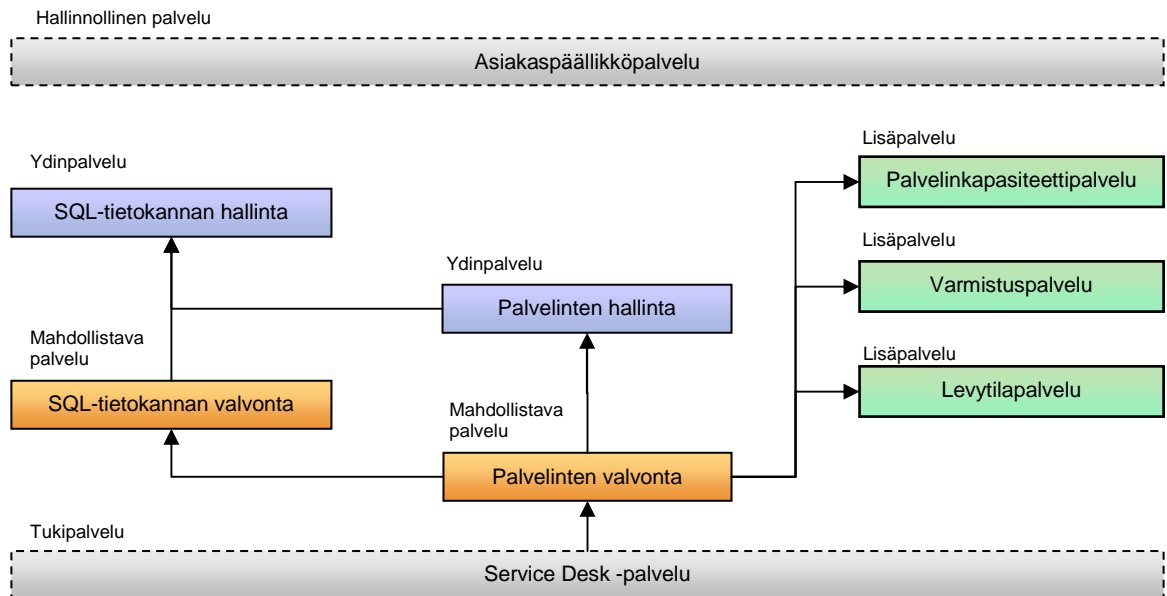 Hallinnollinen palvelu
Asiakaspäällikköpalvelu
Ydinpalvelu
SQL-tietokannan hallinta
Mahdollistava
palvelu
SQL-tietokannan valvonta
Ydinpalvelu
Palvelinten hallinta
Mahdollistava
palvelu
Palvelinten valvonta
Lisäpalvelu
Palvelinkapasiteettipalvelu
Lisäpalvelu
Varmistuspalvelu
Lisäpalvelu
Levytilapalvelu
Tukipalvelu
Service Desk -palvelu